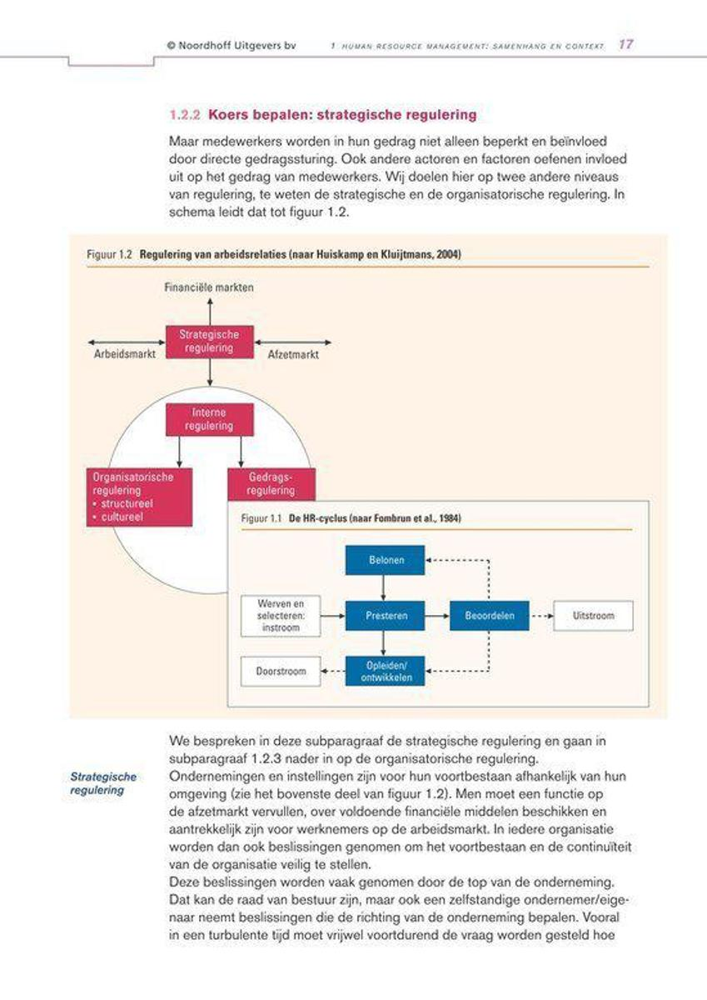 © Noordhoff Uitgevers bv 1 HUMAN RESOURCE MANAGEMENT: SAMENHANG EN CONTEXT 17
1.2.2 Koers bepalen: strategische regulering
Maar medewerkers worden in hun gedrag niet alleen beperkt en beïnvloed
door directe gedragssturing. Ook andere actoren en factoren oefenen invloed
uit op het gedrag van medewerkers. Wij doelen hier op twee andere niveaus
van regulering, te weten de strategische en de organisatorische regulering. In
schema leidt dat tot figuur 1.2.
Figuur 1.2 Regulering van arbeidsrelaties (naar Huiskamp en Kluijtmans, 2004)
Financiële markten
Strategische
regulering
Arbeidsmarkt
Afzetmarkt
Interne
regulering
Organisatorische
regulering
• structureel
• cultureel
Gedrags-
regulering
Figuur 1.1 De HR-cyclus (naar Fombrun et al., 1984)
Belonen
Werven en
selecteren:
instroom
Presteren
Beoordelen
Uitstroom
Doorstroom
Opleiden/
ontwikkelen
We bespreken in deze subparagraaf de strategische regulering en gaan in
subparagraaf 1.2.3 nader in op de organisatorische regulering.
Strategische
regulering
Ondernemingen en instellingen zijn voor hun voortbestaan afhankelijk van hun
omgeving (zie het bovenste deel van figuur 1.2). Men moet een functie op
de afzetmarkt vervullen, over voldoende financiële middelen beschikken en
aantrekkelijk zijn voor werknemers op de arbeidsmarkt. In iedere organisatie
worden dan ook beslissingen genomen om het voortbestaan en de continuïteit
van de organisatie veilig te stellen.
Deze beslissingen worden vaak genomen door de top van de onderneming.
Dat kan de raad van bestuur zijn, maar ook een zelfstandige ondernemer/eige-
naar neemt beslissingen die de richting van de onderneming bepalen. Vooral
in een turbulente tijd moet vrijwel voortdurend de vraag worden gesteld hoe